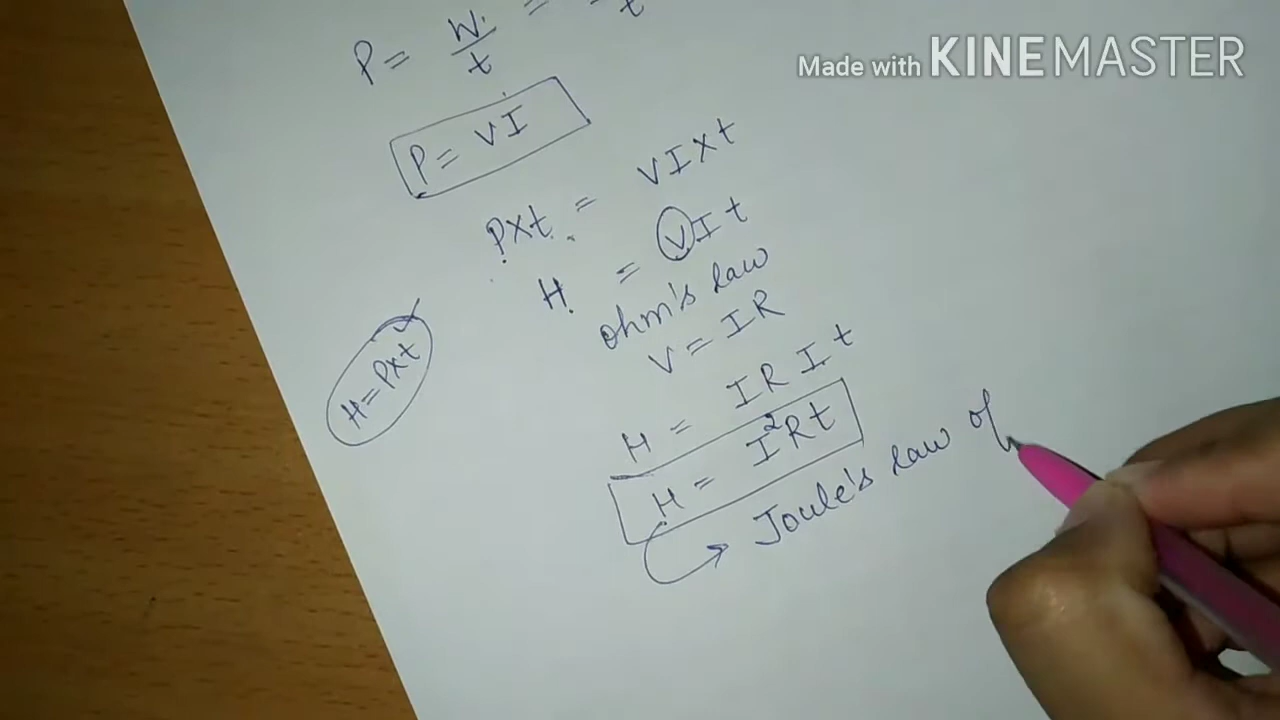 P = W/t = /t
Made with KINEMASTER
P = VI
P×t = VI×t
H = VIt
ohm's law
V = IR
H = P×t
H = IR I t
H = I²Rt
Joule's law of